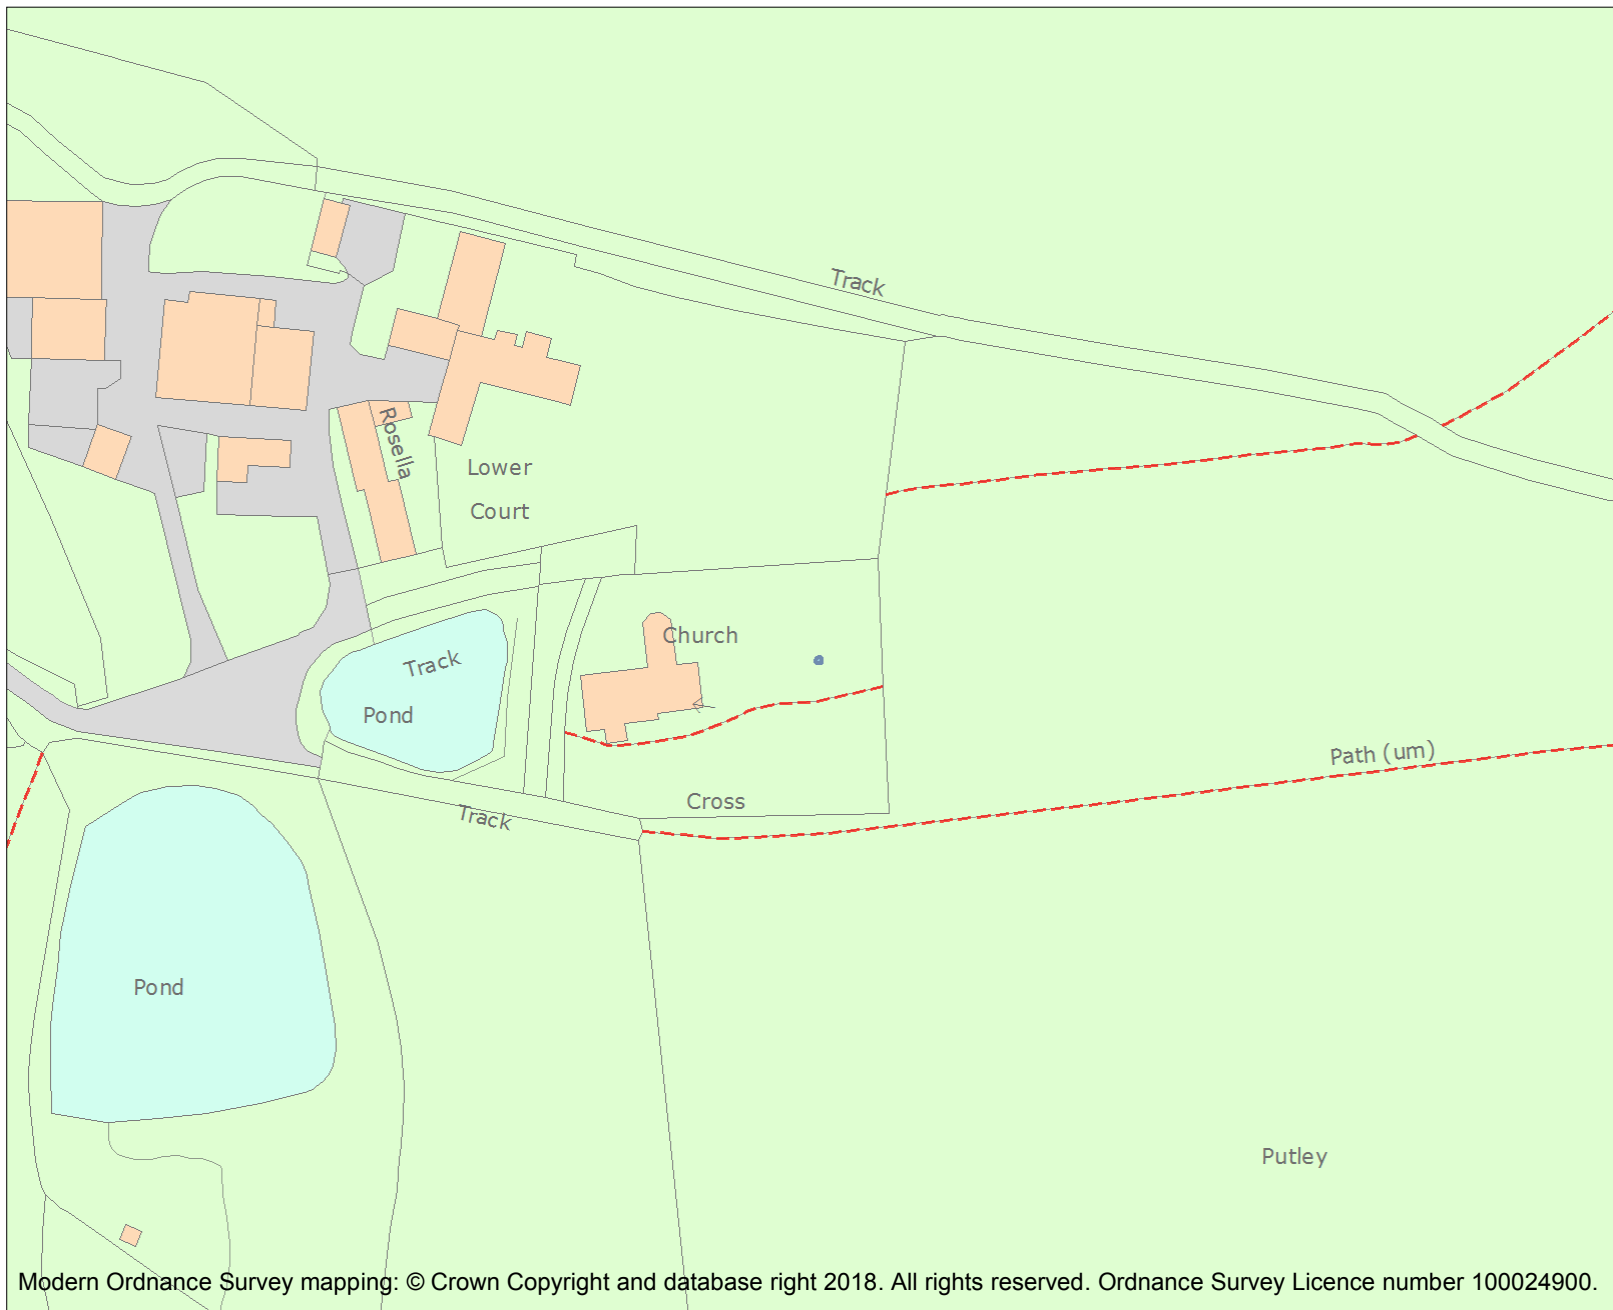 Track
Rosella
Lower
Court
Church
Track
Pond
Path (um)
Cross
Track
Pond
Putley
Modern Ordnance Survey mapping: © Crown Copyright and database right 2018. All rights reserved. Ordnance Survey Licence number 100024900.